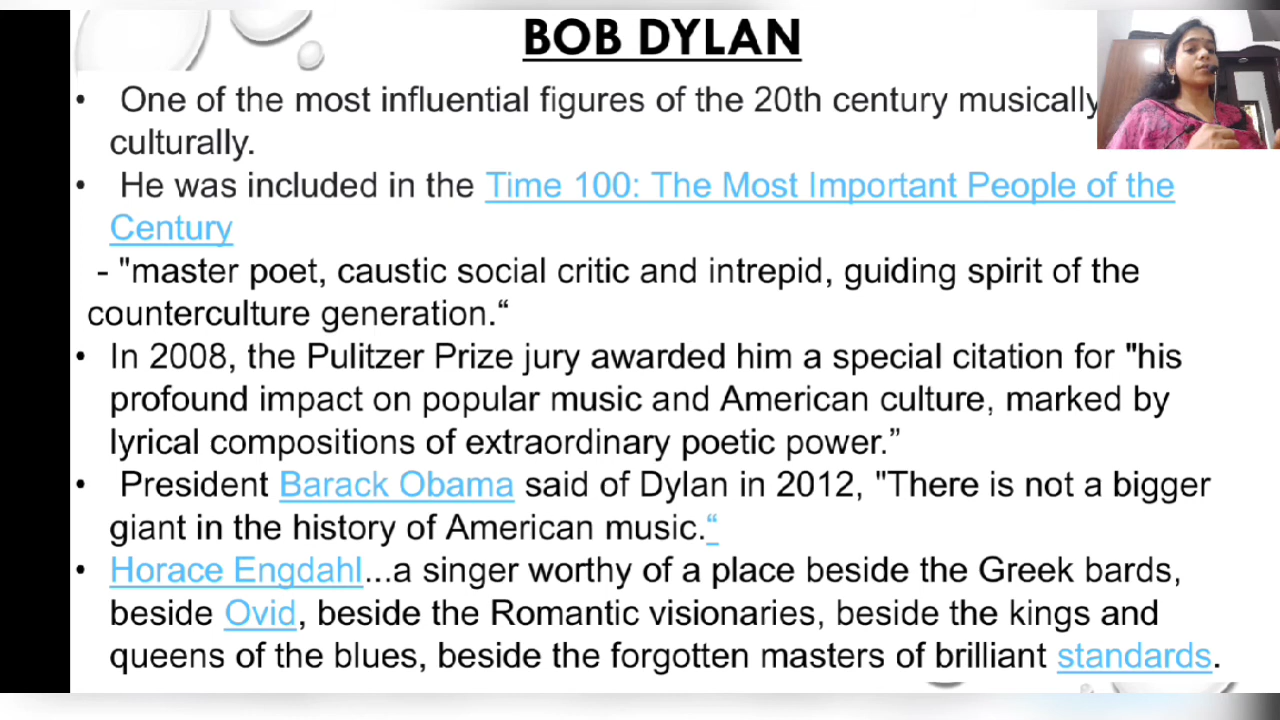 BOB DYLAN
• One of the most influential figures of the 20th century musically
culturally.
• He was included in the Time 100: The Most Important People of the
Century
- "master poet, caustic social critic and intrepid, guiding spirit of the
counterculture generation.“
• In 2008, the Pulitzer Prize jury awarded him a special citation for "his
profound impact on popular music and American culture, marked by
lyrical compositions of extraordinary poetic power.”
• President Barack Obama said of Dylan in 2012, "There is not a bigger
giant in the history of American music.“
• Horace Engdahl...a singer worthy of a place beside the Greek bards,
beside Ovid, beside the Romantic visionaries, beside the kings and
queens of the blues, beside the forgotten masters of brilliant standards.